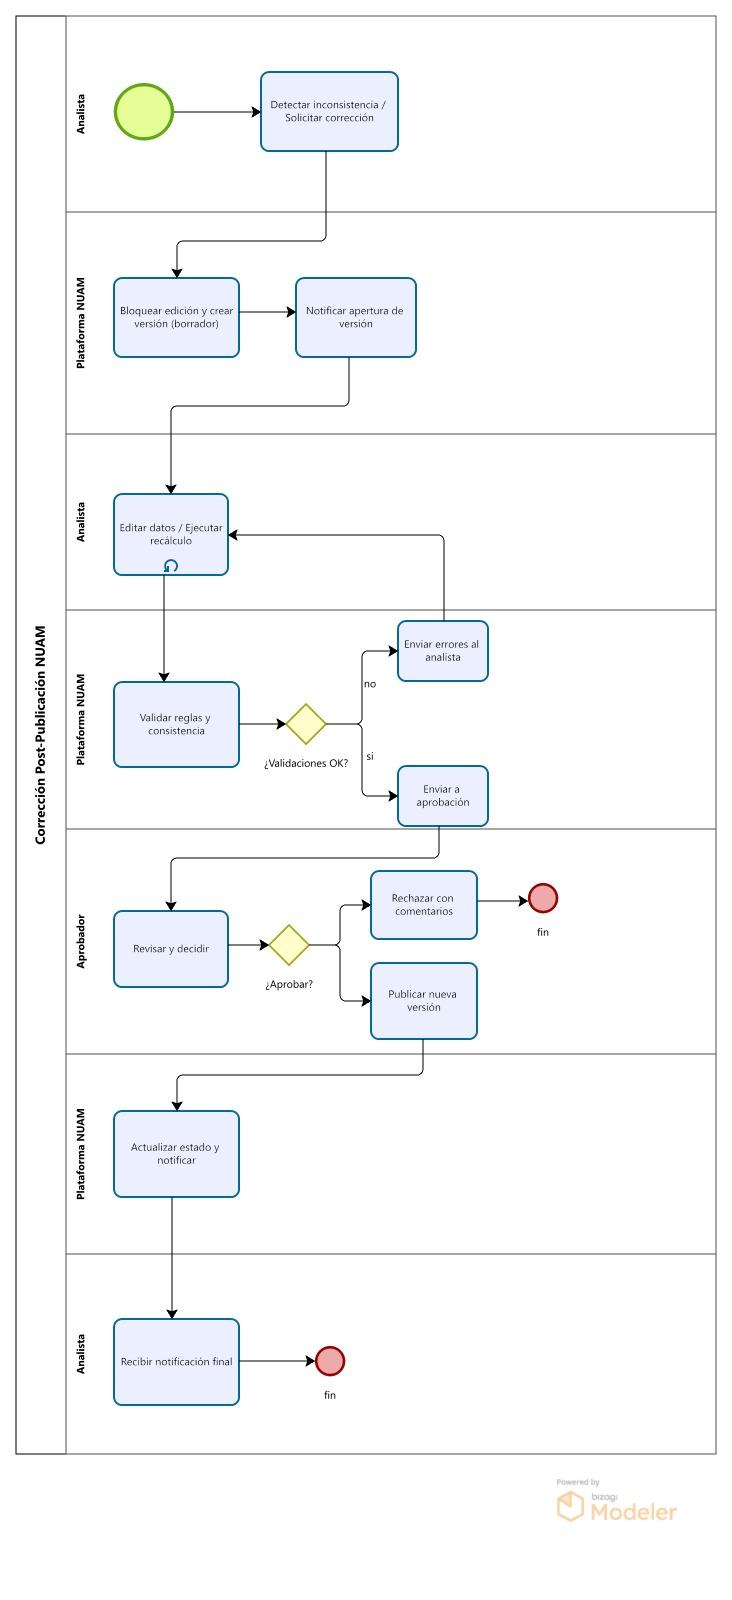 Corrección Post-Publicación NUAM
Analista
Detectar inconsistencia /
Solicitar corrección
Plataforma NUAM
Bloquear edición y crear
versión (borrador)
Notificar apertura de
versión
Analista
Editar datos / Ejecutar
recálculo
Plataforma NUAM
Enviar errores al
analista
no
Validar reglas y
consistencia
¿Validaciones OK?
si
Enviar a
aprobación
Aprobador
Rechazar con
comentarios
fin
Revisar y decidir
¿Aprobar?
Publicar nueva
versión
Plataforma NUAM
Actualizar estado y
notificar
Analista
Recibir notificación final
fin
Powered by
bizagi
Modeler